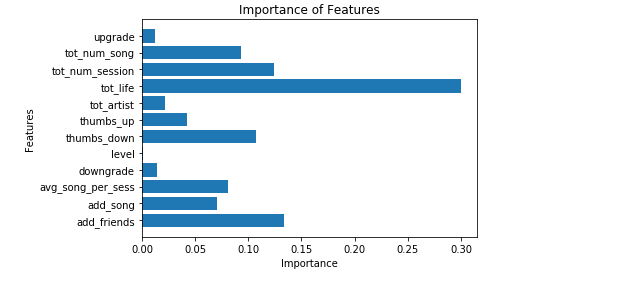 Importance of Features
upgrade
tot_num_song
tot_num_session
tot_life
tot_artist
thumbs_up
thumbs_down
level
downgrade
avg_song_per_sess
add_song
add_friends
Features
0.00 0.05 0.10 0.15 0.20 0.25 0.30
Importance